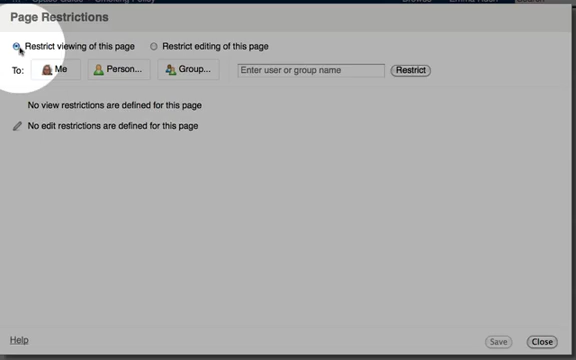 Page Restrictions
Restrict viewing of this page Restrict editing of this page
To: Me Person... Group... Enter user or group name Restrict
No view restrictions are defined for this page
No edit restrictions are defined for this page
Help Save Close